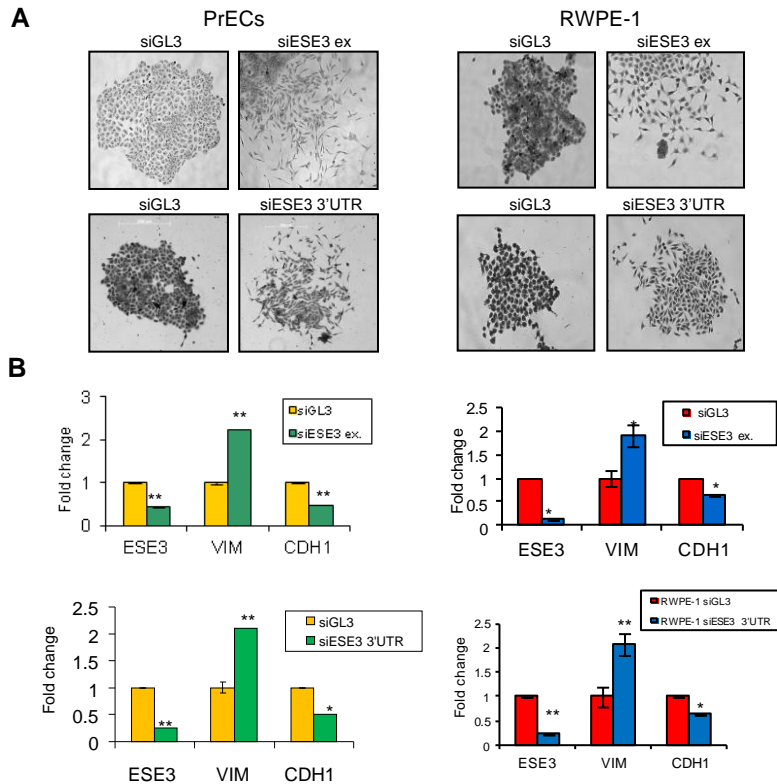 A
PrECs
RWPE-1
siGL3
siESE3 ex
siGL3
siESE3 ex
siGL3
siESE3 3'UTR
siGL3
siESE3 3'UTR
B
Fold change
3
2
1
0
**
**
**
siGL3
siESE3 ex.
ESE3
VIM
CDH1
Fold change
2.5
2
1.5
1
0.5
0
*
*
*
siGL3
siESE3 ex.
ESE3
VIM
CDH1
Fold change
2.5
2
1.5
1
0.5
0
**
**
*
siGL3
siESE3 3'UTR
ESE3
VIM
CDH1
Fold change
2.5
2
1.5
1
0.5
0
**
**
*
RWPE-1 siGL3
RWPE-1 siESE3 3'UTR
ESE3
VIM
CDH1